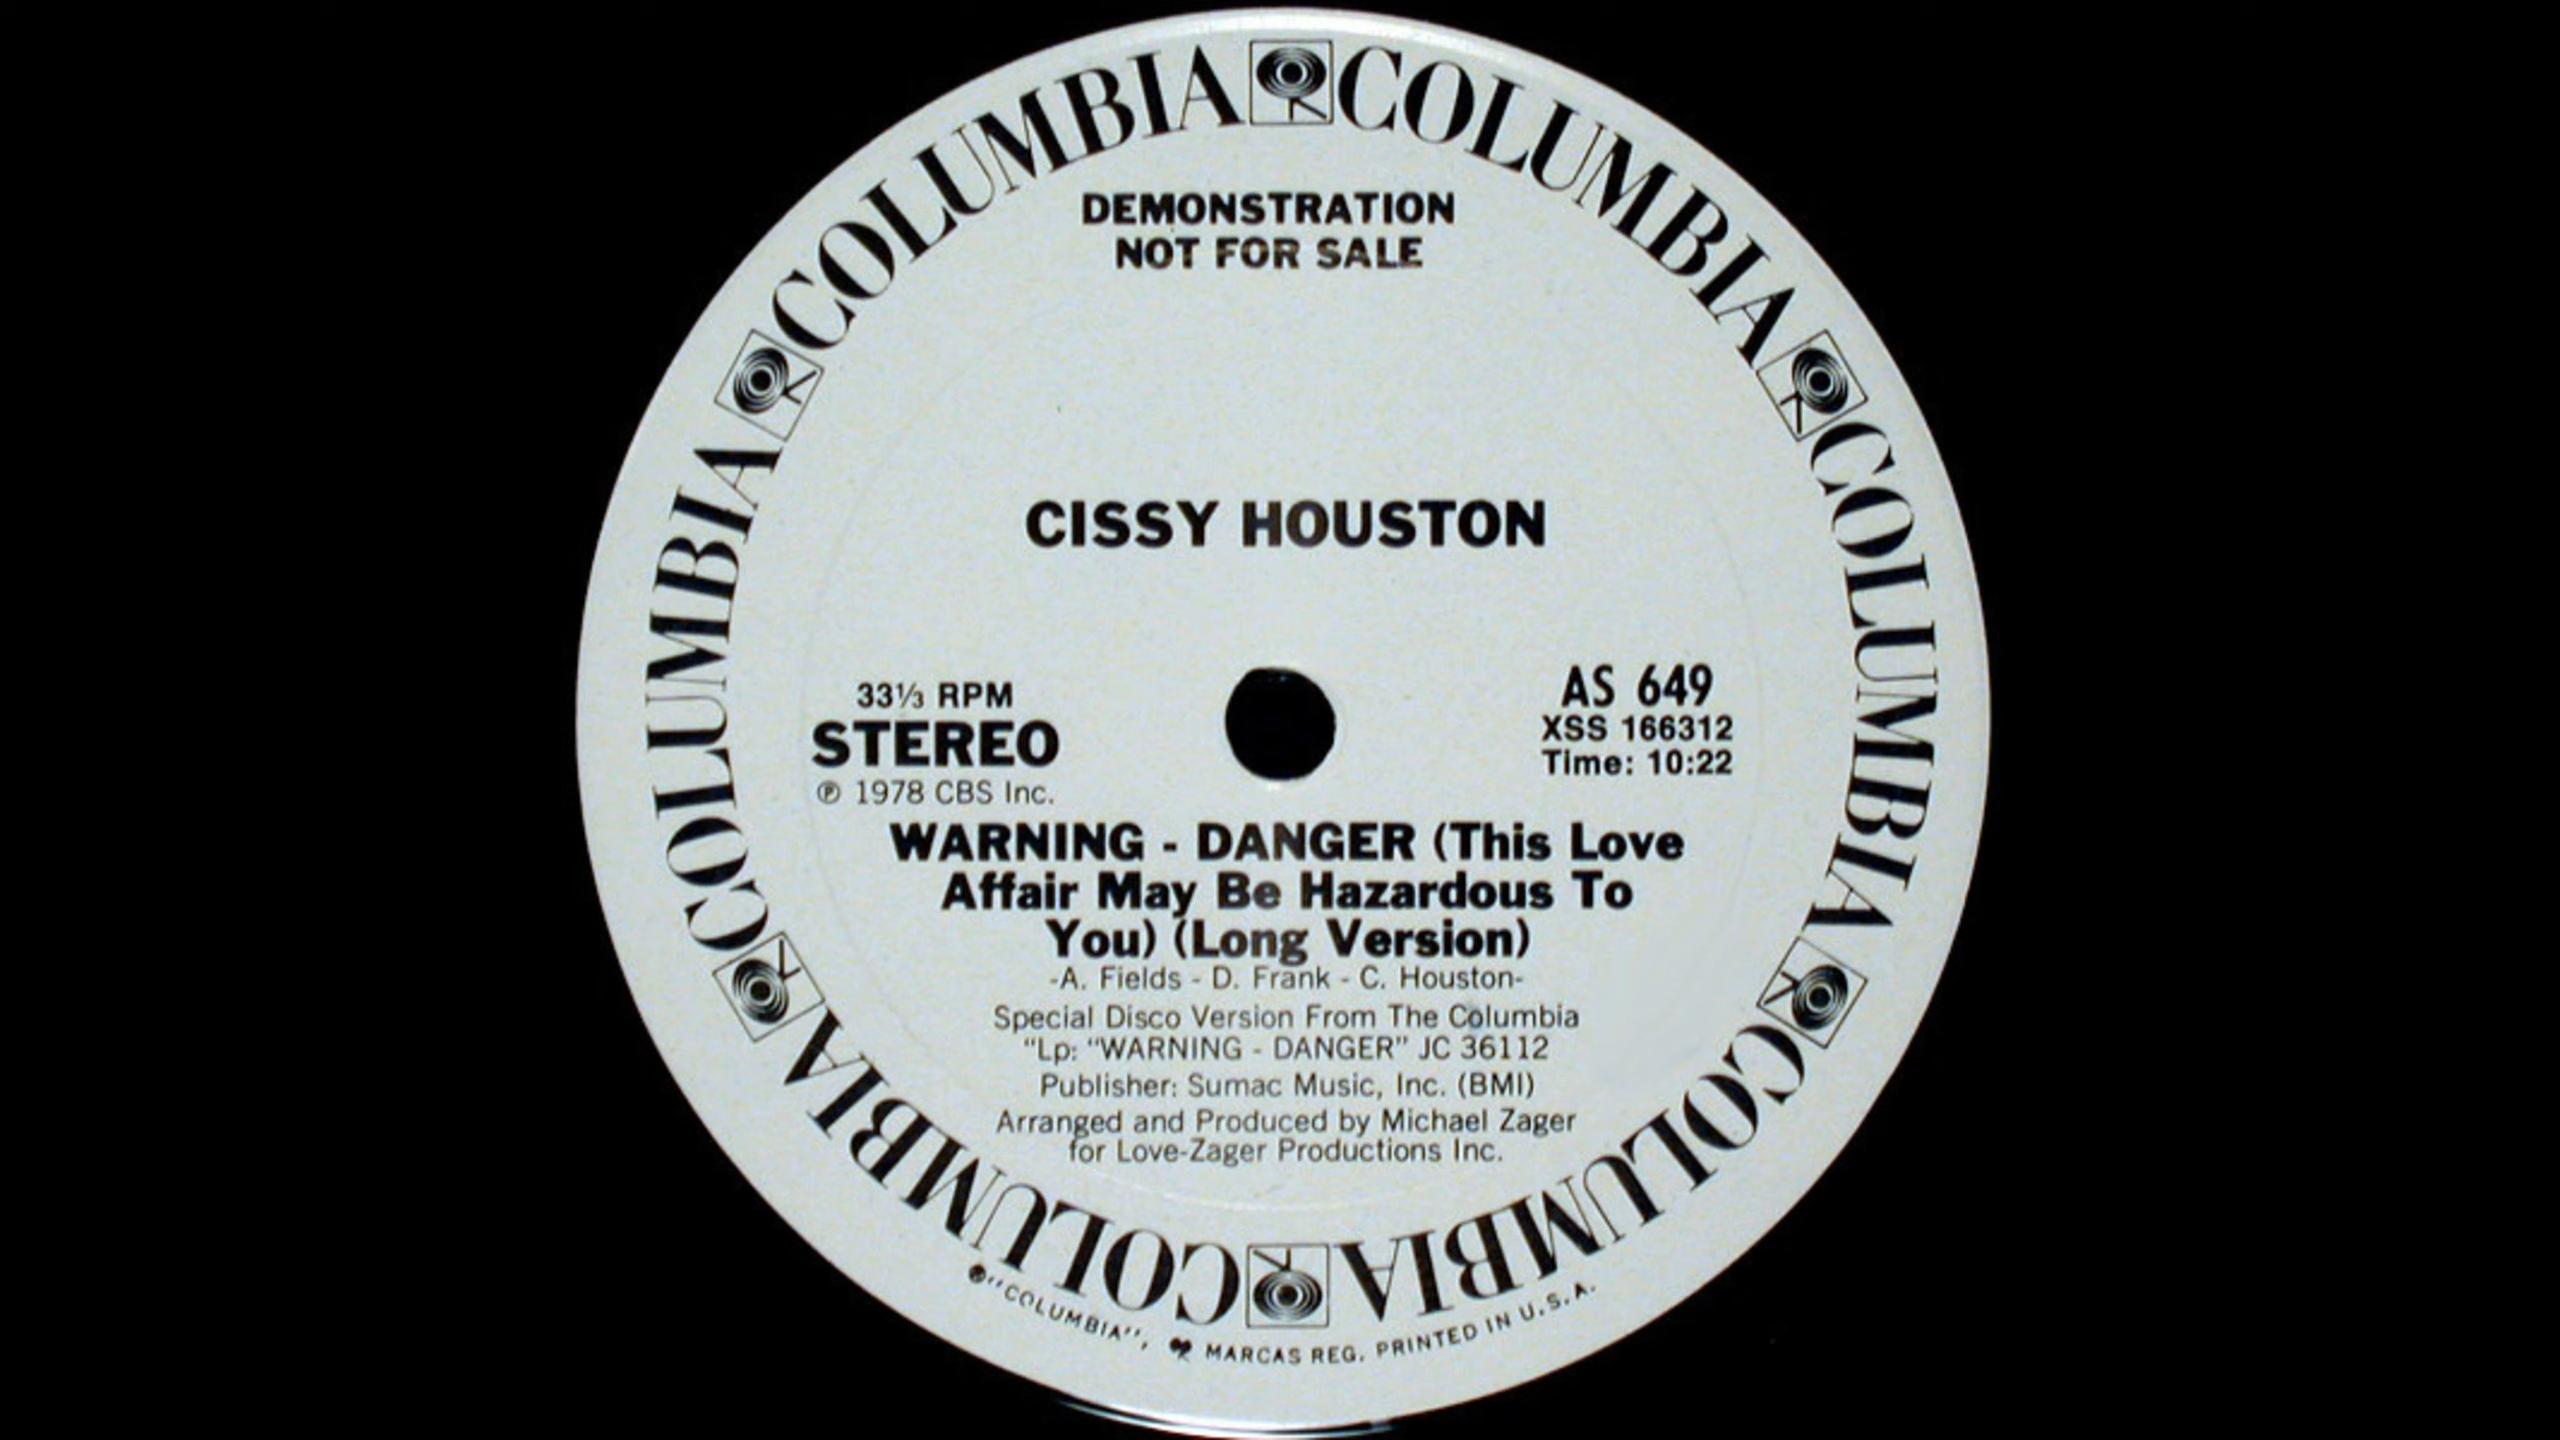 COLUMBIA COLUMBIA COLUMBIA COLUMBIA COLUMBIA COLUMBIA
DEMONSTRATION
NOT FOR SALE
CISSY HOUSTON
33⅓ RPM
STEREO
℗ 1978 CBS Inc.
AS 649
XSS 166312
Time: 10:22
WARNING - DANGER (This Love
Affair May Be Hazardous To
You) (Long Version)
-A. Fields - D. Frank - C. Houston-
Special Disco Version From The Columbia
"Lp: "WARNING - DANGER" JC 36112
Publisher: Sumac Music, Inc. (BMI)
Arranged and Produced by Michael Zager
for Love-Zager Productions Inc.
®"COLUMBIA", MARCAS REG. PRINTED IN U.S.A.